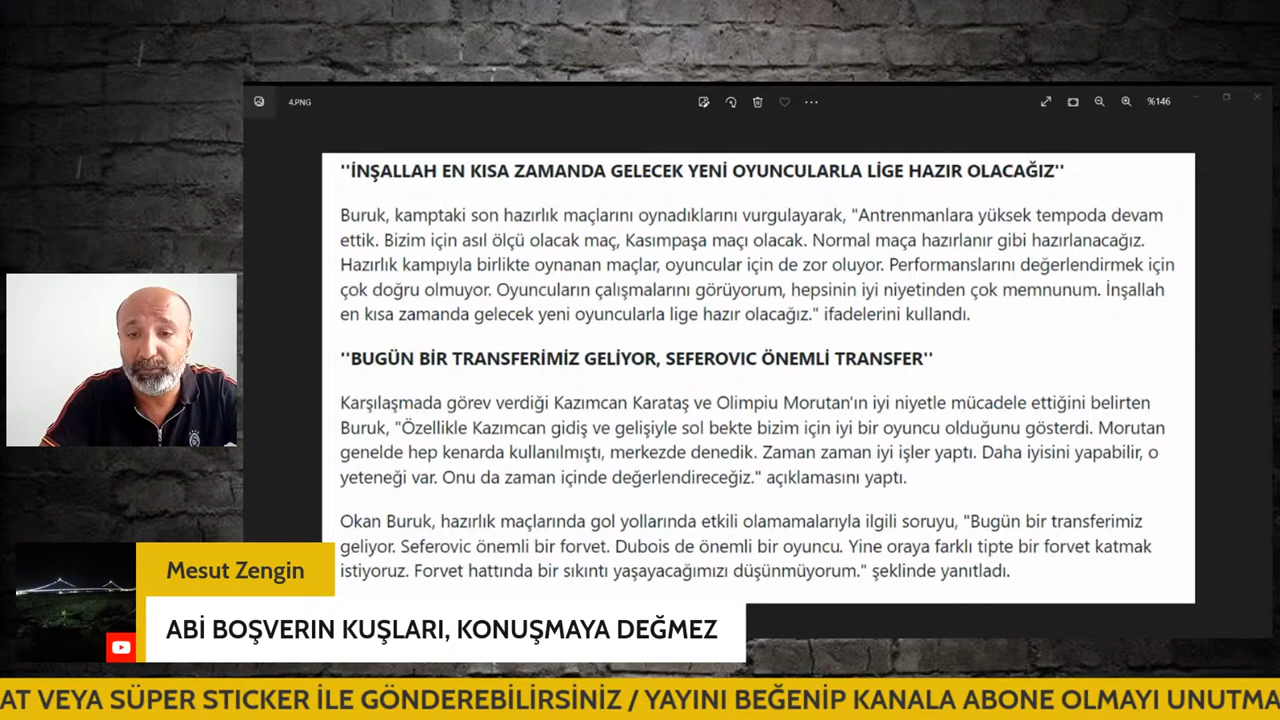 4.PNG
%146
''İNŞALLAH EN KISA ZAMANDA GELECEK YENİ OYUNCULARLA LİGE HAZIR OLACAĞIZ''
Buruk, kamptaki son hazırlık maçlarını oynadıklarını vurgulayarak, "Antrenmanlara yüksek tempoda devam
ettik. Bizim için asıl ölçü olacak maç, Kasımpaşa maçı olacak. Normal maça hazırlanır gibi hazırlanacağız.
Hazırlık kampıyla birlikte oynanan maçlar, oyuncular için de zor oluyor. Performanslarını değerlendirmek için
çok doğru olmuyor. Oyuncuların çalışmalarını görüyorum, hepsinin iyi niyetinden çok memnunum. İnşallah
en kısa zamanda gelecek yeni oyuncularla lige hazır olacağız." ifadelerini kullandı.
''BUGÜN BİR TRANSFERİMİZ GELİYOR, SEFEROVIC ÖNEMLİ TRANSFER''
Karşılaşmada görev verdiği Kazımcan Karataş ve Olimpiu Morutan'ın iyi niyetle mücadele ettiğini belirten
Buruk, "Özellikle Kazımcan gidiş ve gelişiyle sol bekte bizim için iyi bir oyuncu olduğunu gösterdi. Morutan
genelde hep kenarda kullanılmıştı, merkezde denedik. Zaman zaman iyi işler yaptı. Daha iyisini yapabilir, o
yeteneği var. Onu da zaman içinde değerlendireceğiz." açıklamasını yaptı.
Okan Buruk, hazırlık maçlarında gol yollarında etkili olamamalarıyla ilgili soruyu, "Bugün bir transferimiz
geliyor. Seferovic önemli bir forvet. Dubois de önemli bir oyuncu. Yine oraya farklı tipte bir forvet katmak
istiyoruz. Forvet hattında bir sıkıntı yaşayacağımızı düşünmüyorum." şeklinde yanıtladı.
Mesut Zengin
ABİ BOŞVERIN KUŞLARI, KONUŞMAYA DEĞMEZ
AT VEYA SÜPER STICKER İLE GÖNDEREBİLİRSİNİZ / YAYINI BEĞENİP KANALA ABONE OLMAYI UNUTMA